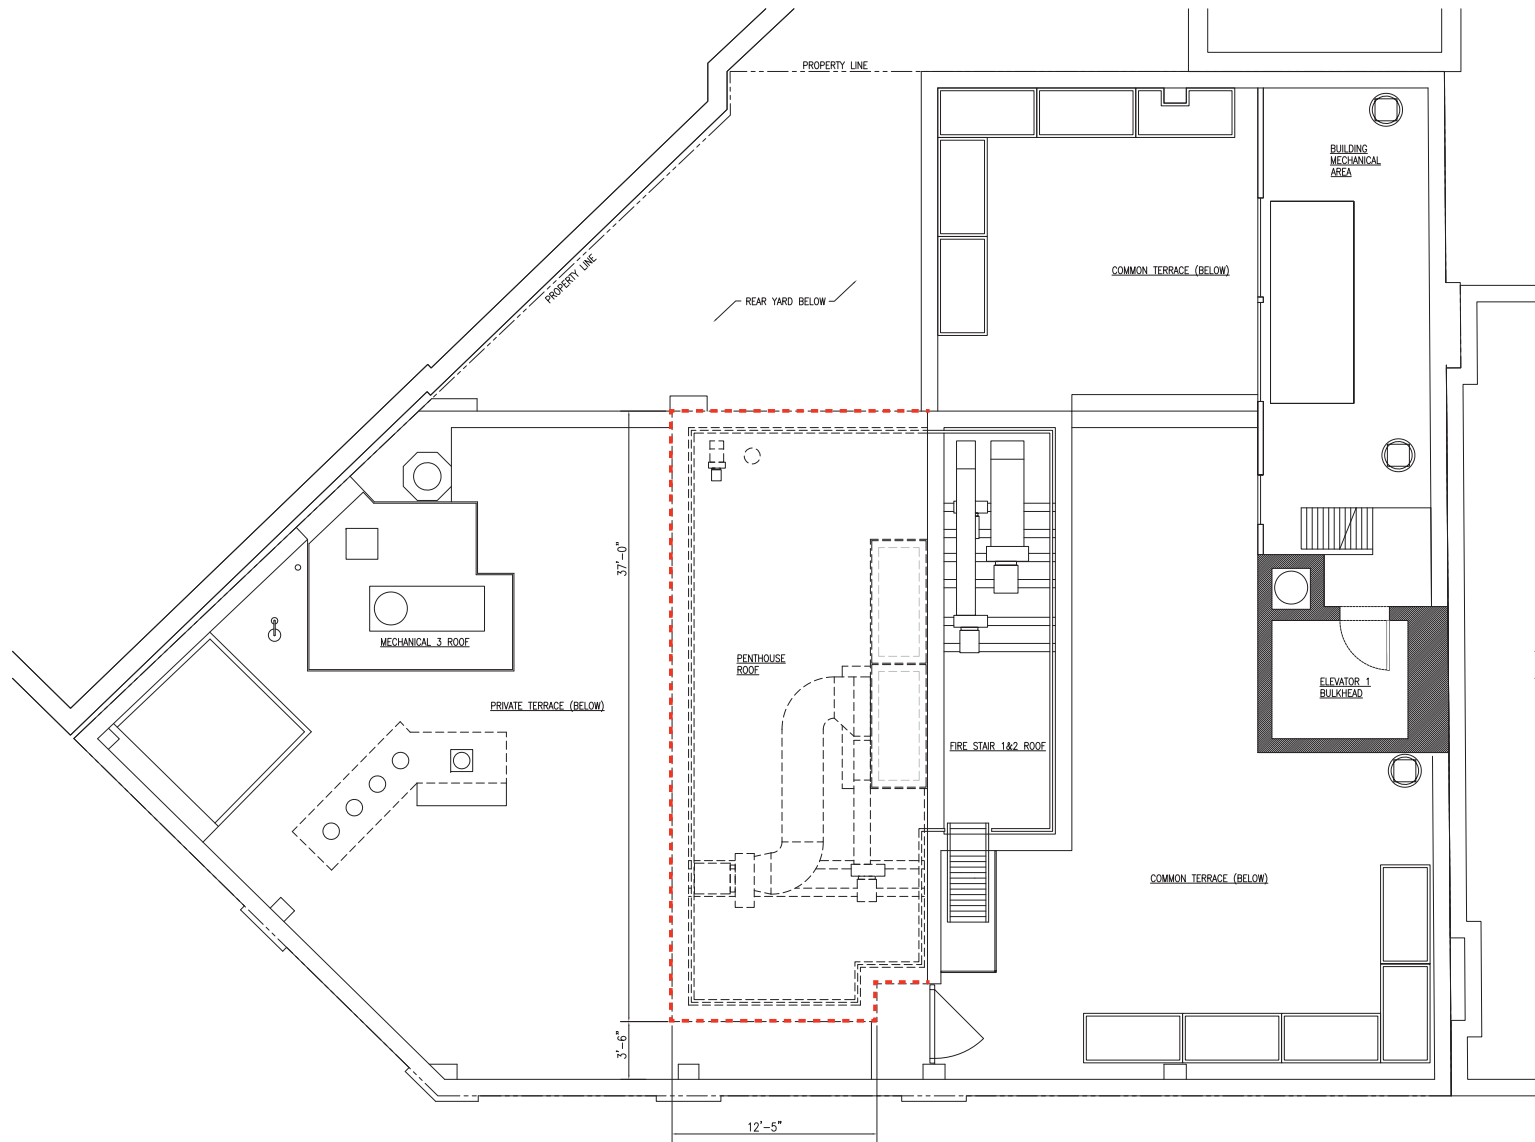 PROPERTY LINE
BUILDING
MECHANICAL
AREA
PROPERTY LINE
COMMON TERRACE (BELOW)
REAR YARD BELOW
37'-0"
MECHANICAL 3 ROOF
PENTHOUSE
ROOF
ELEVATOR 1
BULKHEAD
PRIVATE TERRACE (BELOW)
FIRE STAIR 1&2 ROOF
COMMON TERRACE (BELOW)
3'-6"
12'-5"